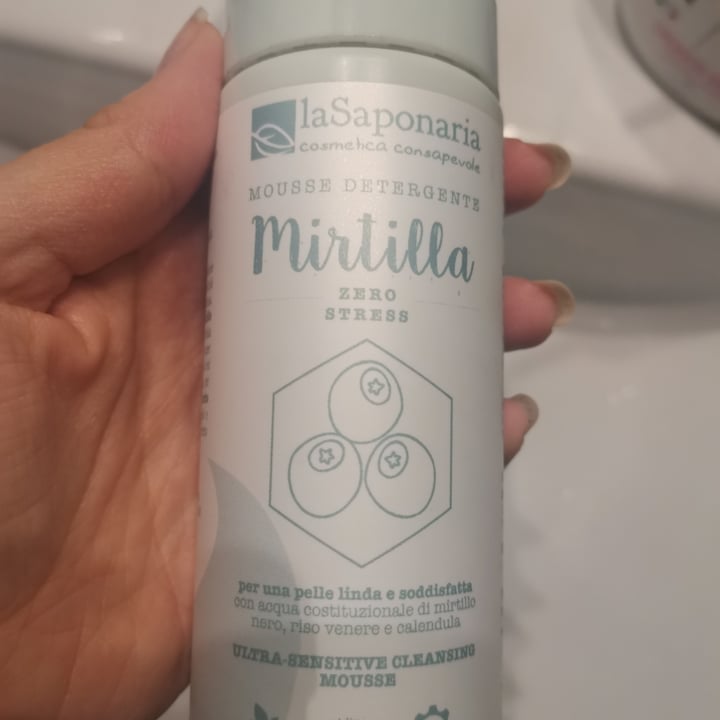 laSaponaria
cosmetica consapevole
MOUSSE DETERGENTE
Mirtilla
ZERO
STRESS
per una pelle linda e soddisfatta
con acqua costituzionale di mirtillo
nero, riso venere e calendula
ULTRA-SENSITIVE CLEANSING
MOUSSE